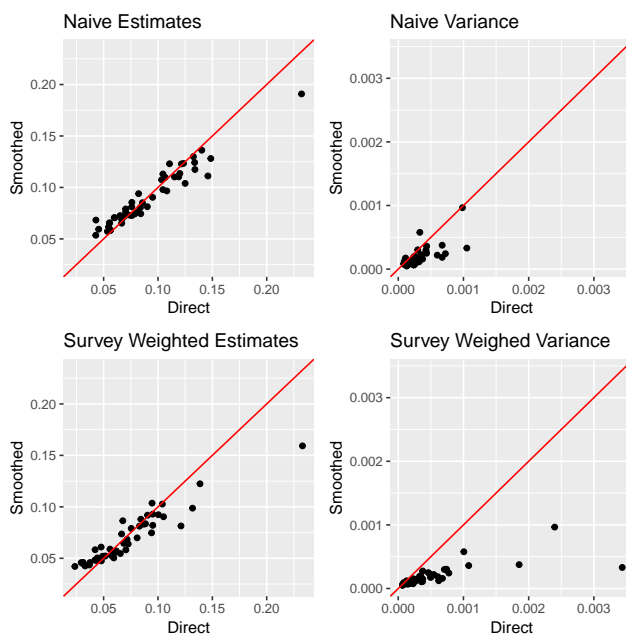 Naive Estimates
Smoothed
0.20
0.15
0.10
0.05
0.05 0.10 0.15 0.20
Direct
Naive Variance
Smoothed
0.003
0.002
0.001
0.000
0.000 0.001 0.002 0.003
Direct
Survey Weighted Estimates
Smoothed
0.20
0.15
0.10
0.05
0.05 0.10 0.15 0.20
Direct
Survey Weighed Variance
Smoothed
0.003
0.002
0.001
0.000
0.000 0.001 0.002 0.003
Direct